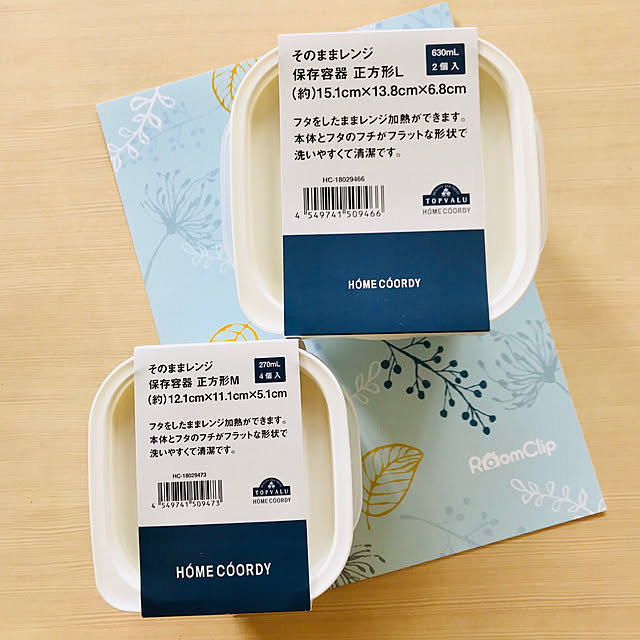 そのままレンジ
保存容器 正方形L
630mL
2個入
(約)15.1cm×13.8cm×6.8cm
フタをしたままレンジ加熱ができます。
本体とフタのフチがフラットな形状で
洗いやすくて清潔です。
HC-18029466
4 549741 509466
TOPVALU
HÓME CÓORDY
HÓME CÓORDY
そのままレンジ
保存容器 正方形M
270mL
4個入
(約)12.1cm×11.1cm×5.1cm
フタをしたままレンジ加熱ができます。
本体とフタのフチがフラットな形状で
洗いやすくて清潔です。
HC-18029473
4 549741 509473
TOPVALU
HÓME CÓORDY
HÓME CÓORDY
RoomClip